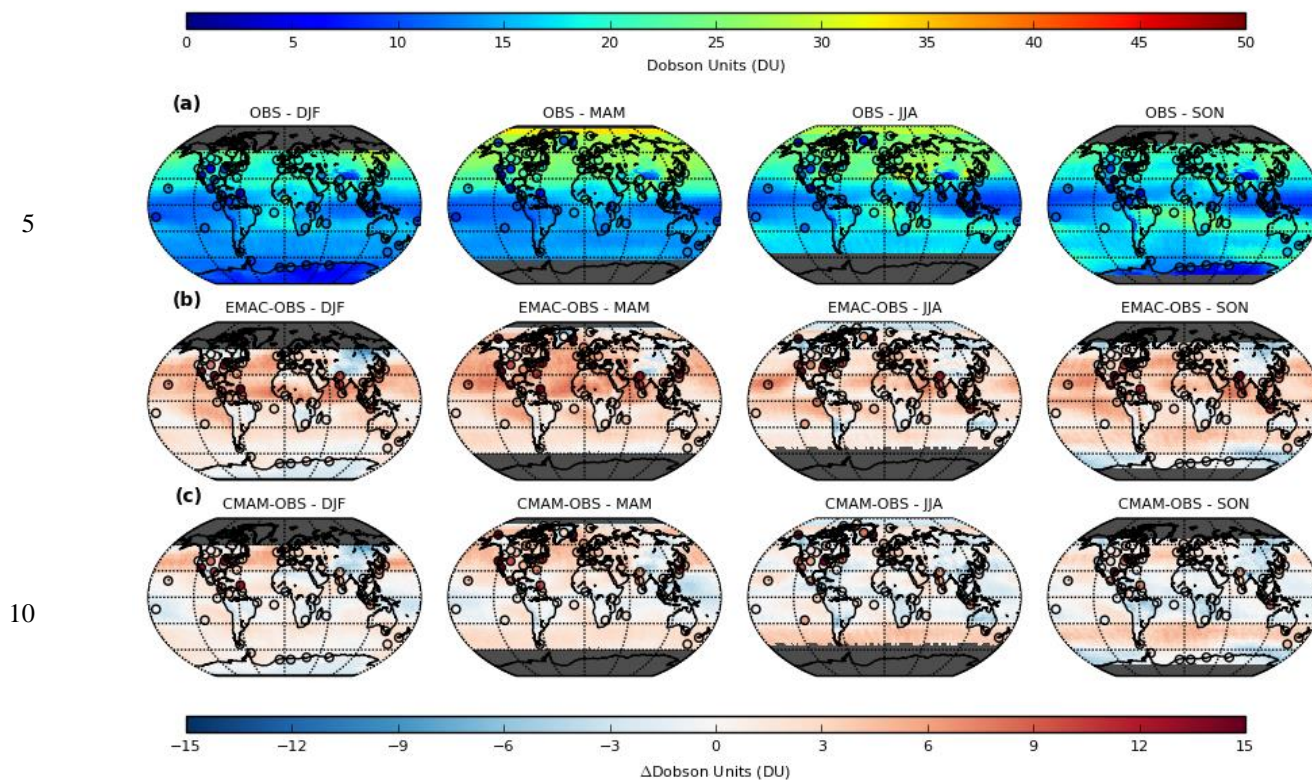 0 5 10 15 20 25 30 35 40 45 50
Dobson Units (DU)
(a)
OBS - DJF OBS - MAM OBS - JJA OBS - SON
5
(b)
EMAC-OBS - DJF EMAC-OBS - MAM EMAC-OBS - JJA EMAC-OBS - SON
(c)
CMAM-OBS - DJF CMAM-OBS - MAM CMAM-OBS - JJA CMAM-OBS - SON
10
−15 −12 −9 −6 −3 0 3 6 9 12 15
ΔDobson Units (DU)